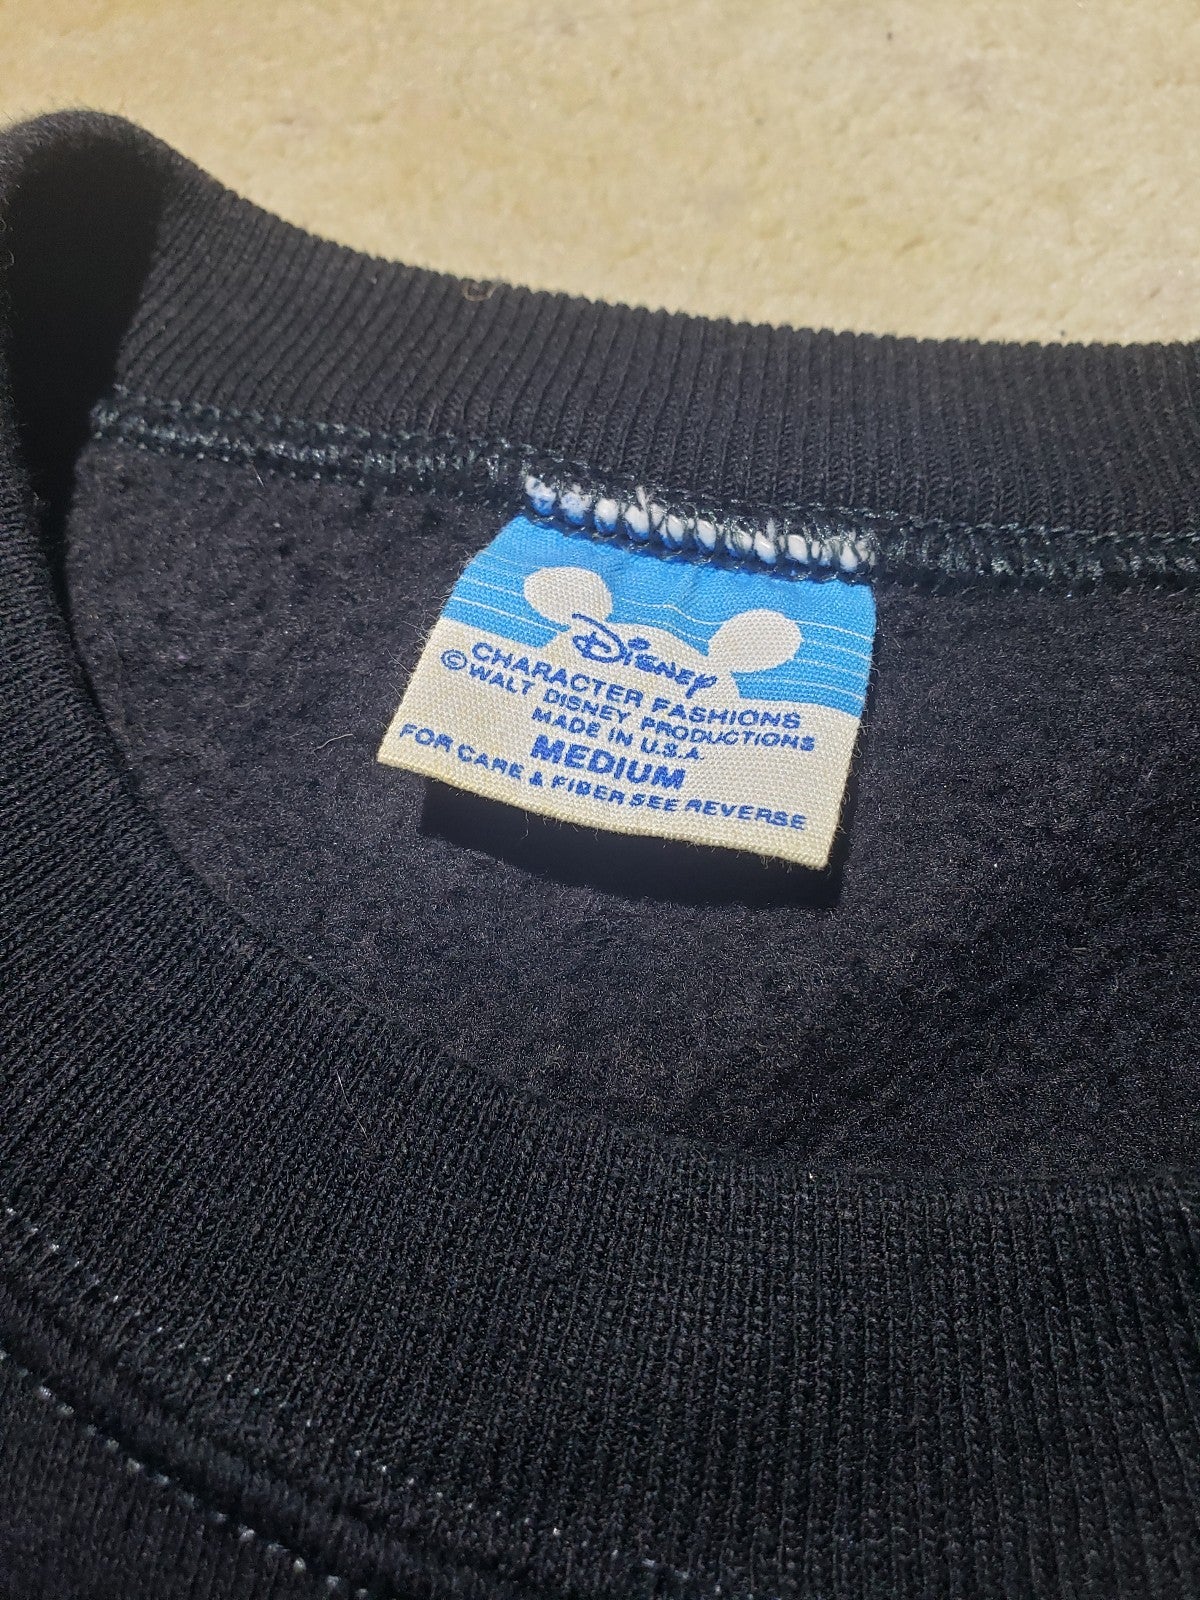 Disney
CHARACTER FASHIONS
©WALT DISNEY PRODUCTIONS
MADE IN U.S.A.
MEDIUM
FOR CARE & FIBER SEE REVERSE